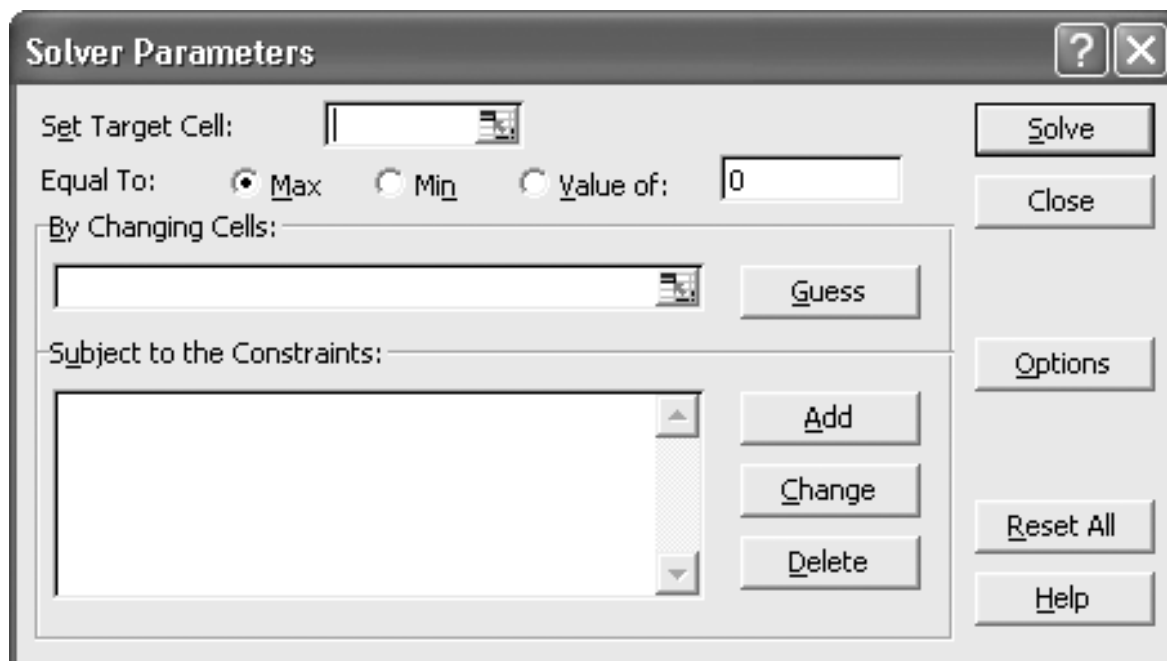 Solver Parameters
Set Target Cell:
Solve
Equal To: Max Min Value of: 0
Close
By Changing Cells:
Guess
Subject to the Constraints:
Options
Add
Change
Reset All
Delete
Help